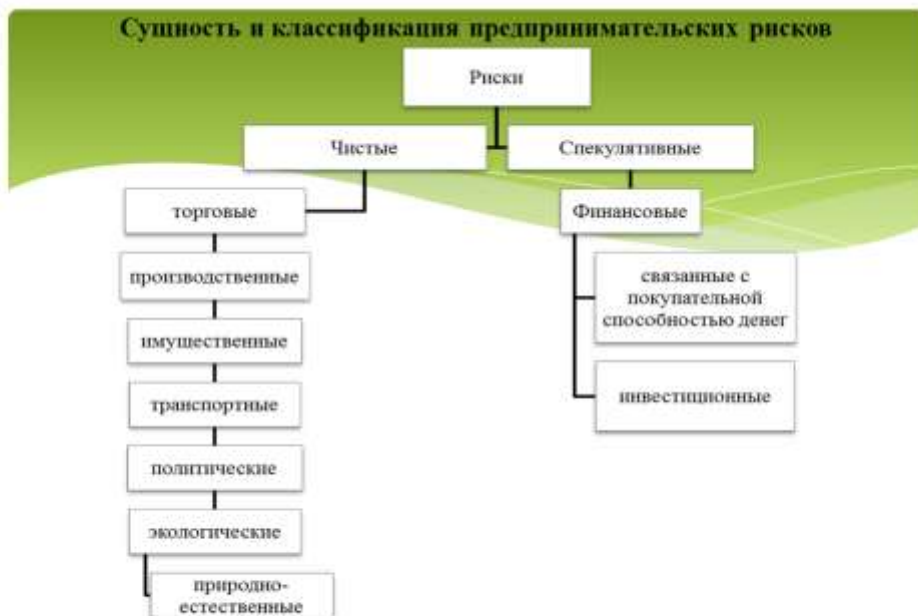 Сущность и классификация предпринимательских рисков
Риски
Чистые
Спекулятивные
торговые
Финансовые
производственные
связанные с
покупательной
способностью денег
имущественные
инвестиционные
транспортные
политические
экологические
природно-
естественные